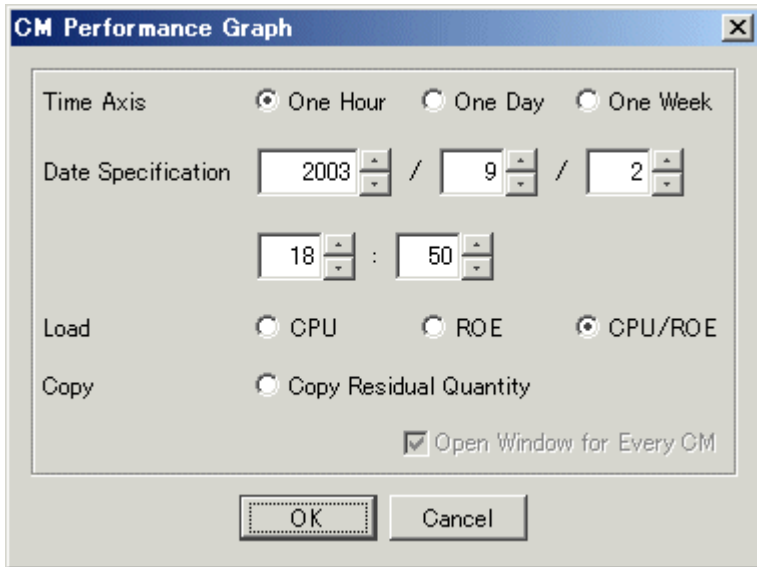 CM Performance Graph
Time Axis One Hour One Day One Week
Date Specification 2003 / 9 / 2
18 : 50
Load CPU ROE CPU/ROE
Copy Copy Residual Quantity
Open Window for Every CM
OK Cancel